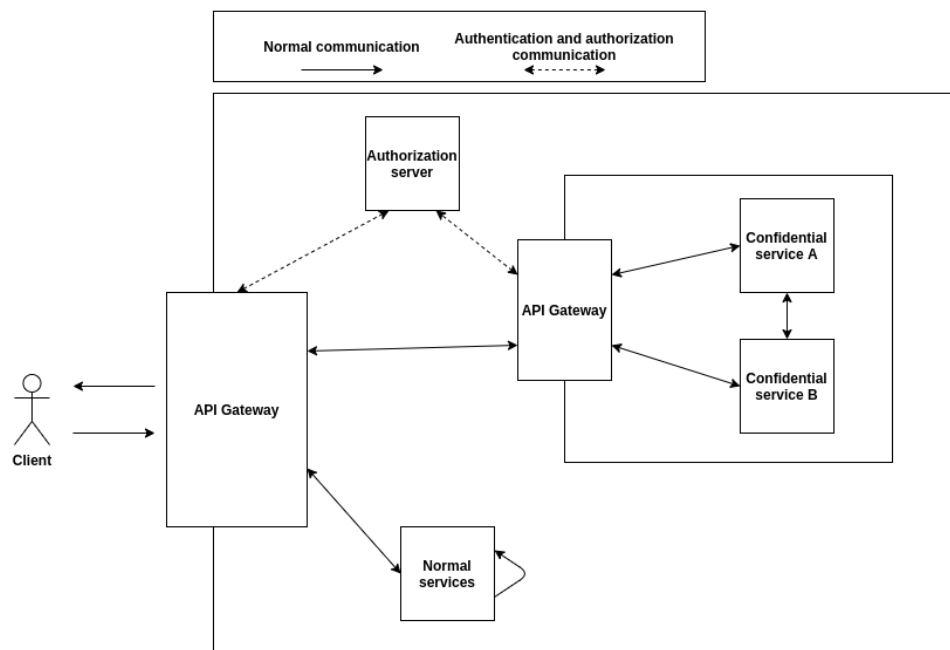 Normal communication
Authentication and authorization
communication
Authorization
server
Confidential
service A
API Gateway
Confidential
service B
API Gateway
Client
Normal
services